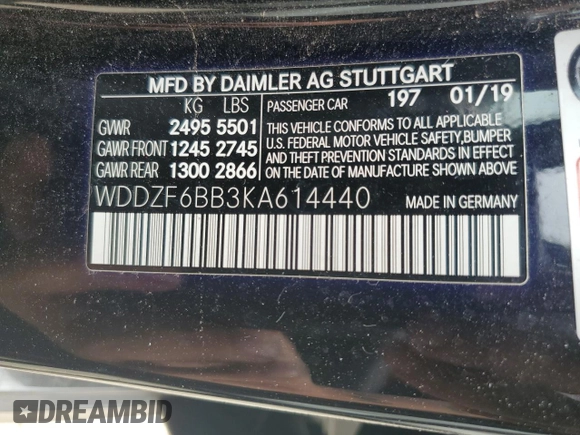 MFD BY DAIMLER AG STUTTGART
KG LBS PASSENGER CAR 197 01/19
GVWR 2495 5501
GAWR FRONT 1245 2745
GAWR REAR 1300 2866
THIS VEHICLE CONFORMS TO ALL APPLICABLE
U.S. FEDERAL MOTOR VEHICLE SAFETY,BUMPER
AND THEFT PREVENTION STANDARDS IN EFFECT
ON THE DATE OF MANUFACTURE SHOWN ABOVE
WDDZF6BB3KA614440 MADE IN GERMANY
DREAMBID